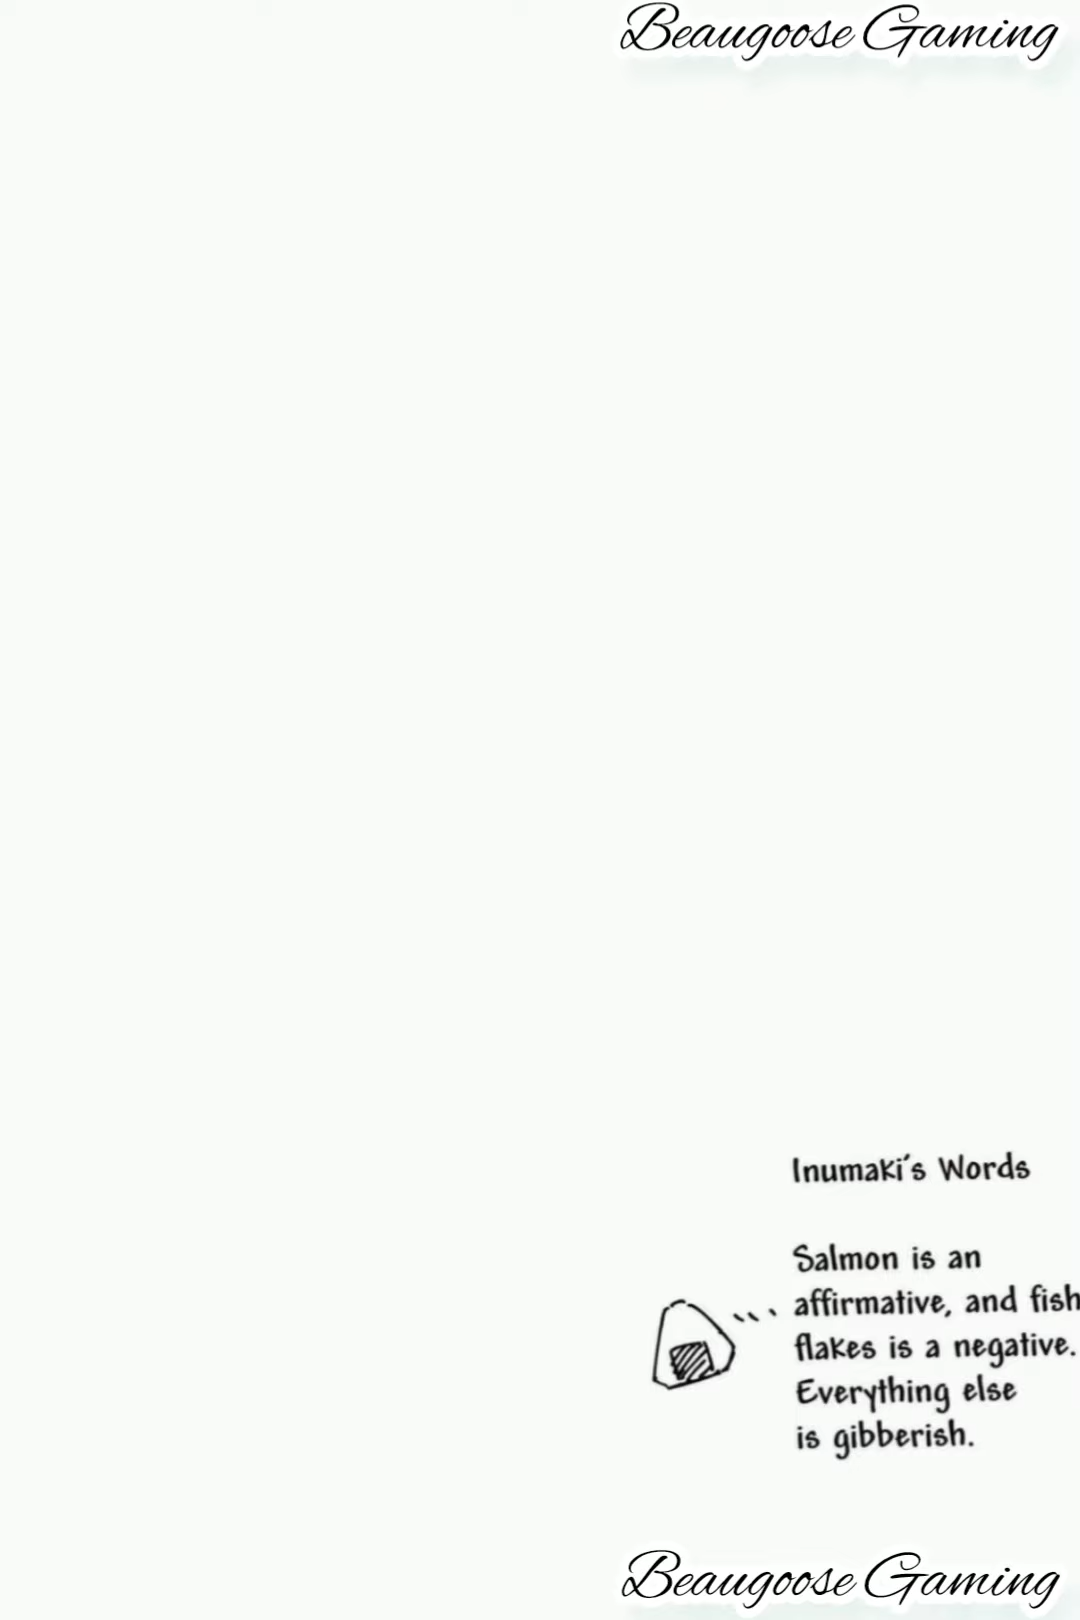 Beaugoose Gaming
Inumaki's Words
Salmon is an
affirmative, and fish
flakes is a negative.
Everything else
is gibberish.
Beaugoose Gaming